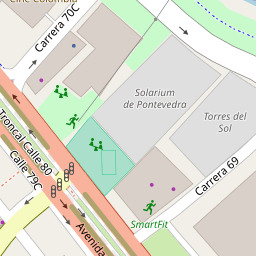 Cine Colombia
Carrera 70C
Solarium
de Pontevedra
Torres del
Sol
Troncal Calle 80
Calle 79C
Carrera 69
SmartFit
Avenida